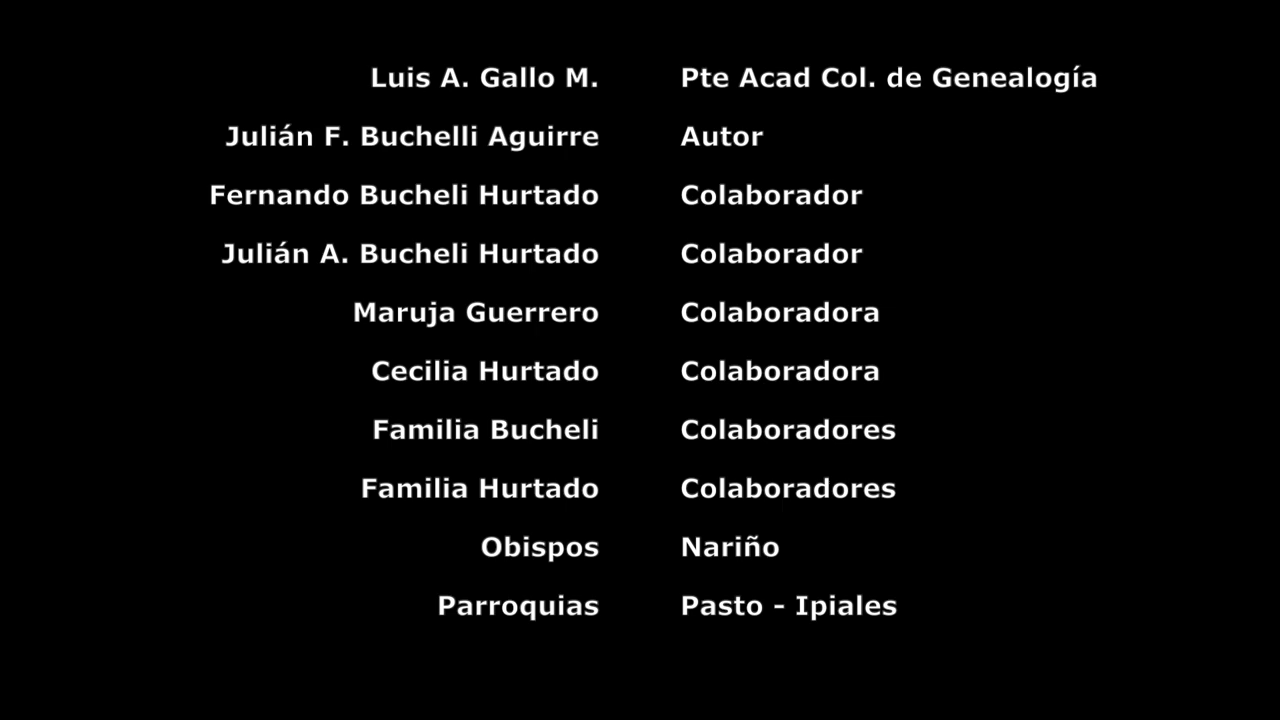 Luis A. Gallo M. Pte Acad Col. de Genealogía
Julián F. Buchelli Aguirre Autor
Fernando Bucheli Hurtado Colaborador
Julián A. Bucheli Hurtado Colaborador
Maruja Guerrero Colaboradora
Cecilia Hurtado Colaboradora
Familia Bucheli Colaboradores
Familia Hurtado Colaboradores
Obispos Nariño
Parroquias Pasto - Ipiales